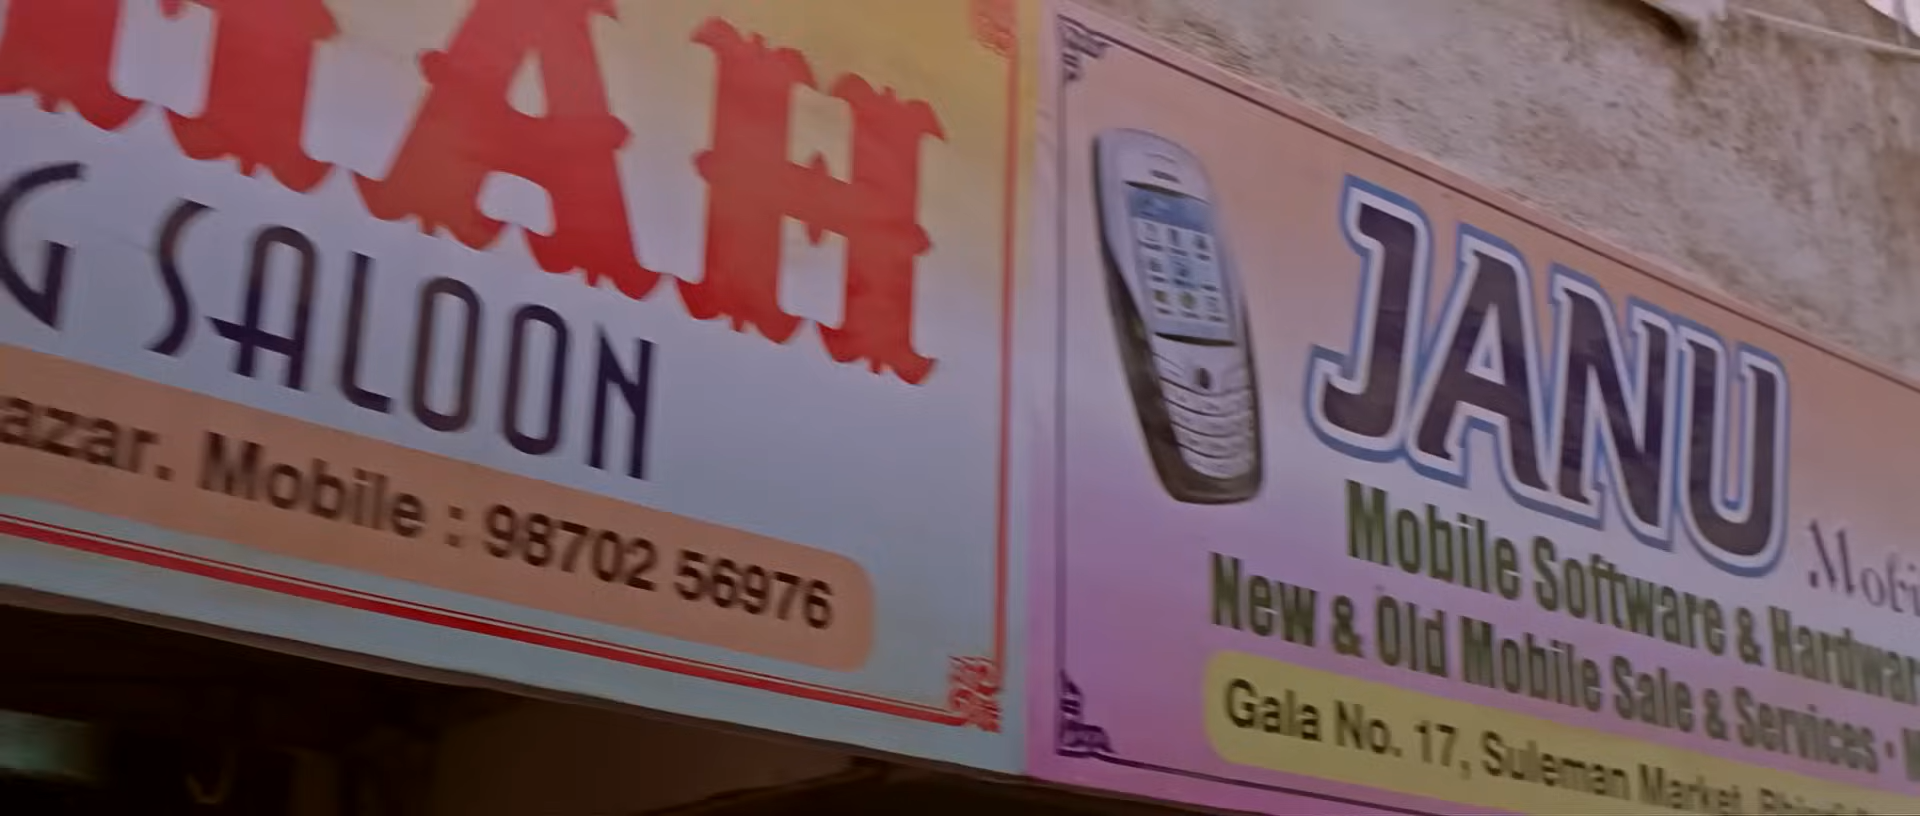 AH
G SALOON
azar. Mobile : 98702 56976
JANU
Mobile Software & Hardwar
New & Old Mobile Sale & Services •
Gala No. 17, Suleman Market,